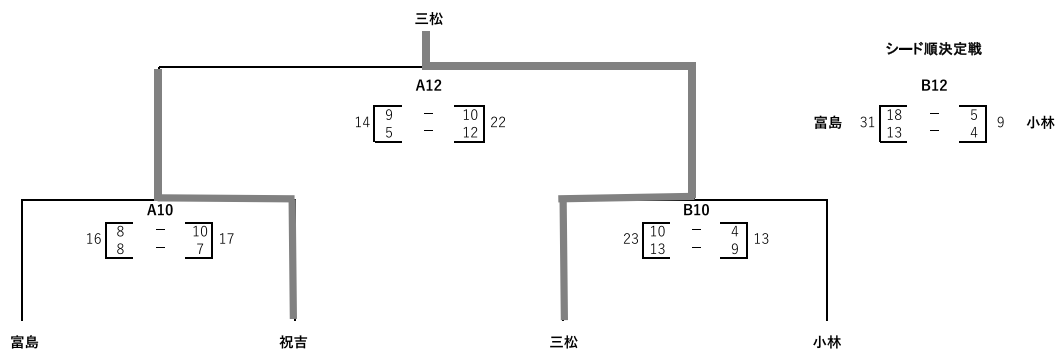 三松
シード順決定戦
A12
B12
14 9 － 10 22
5 － 12
富島 31 18 － 5 9 小林
13 － 4
A10
B10
16 8 － 10 17
8 － 7
23 10 － 4 13
13 － 9
富島 祝吉 三松 小林